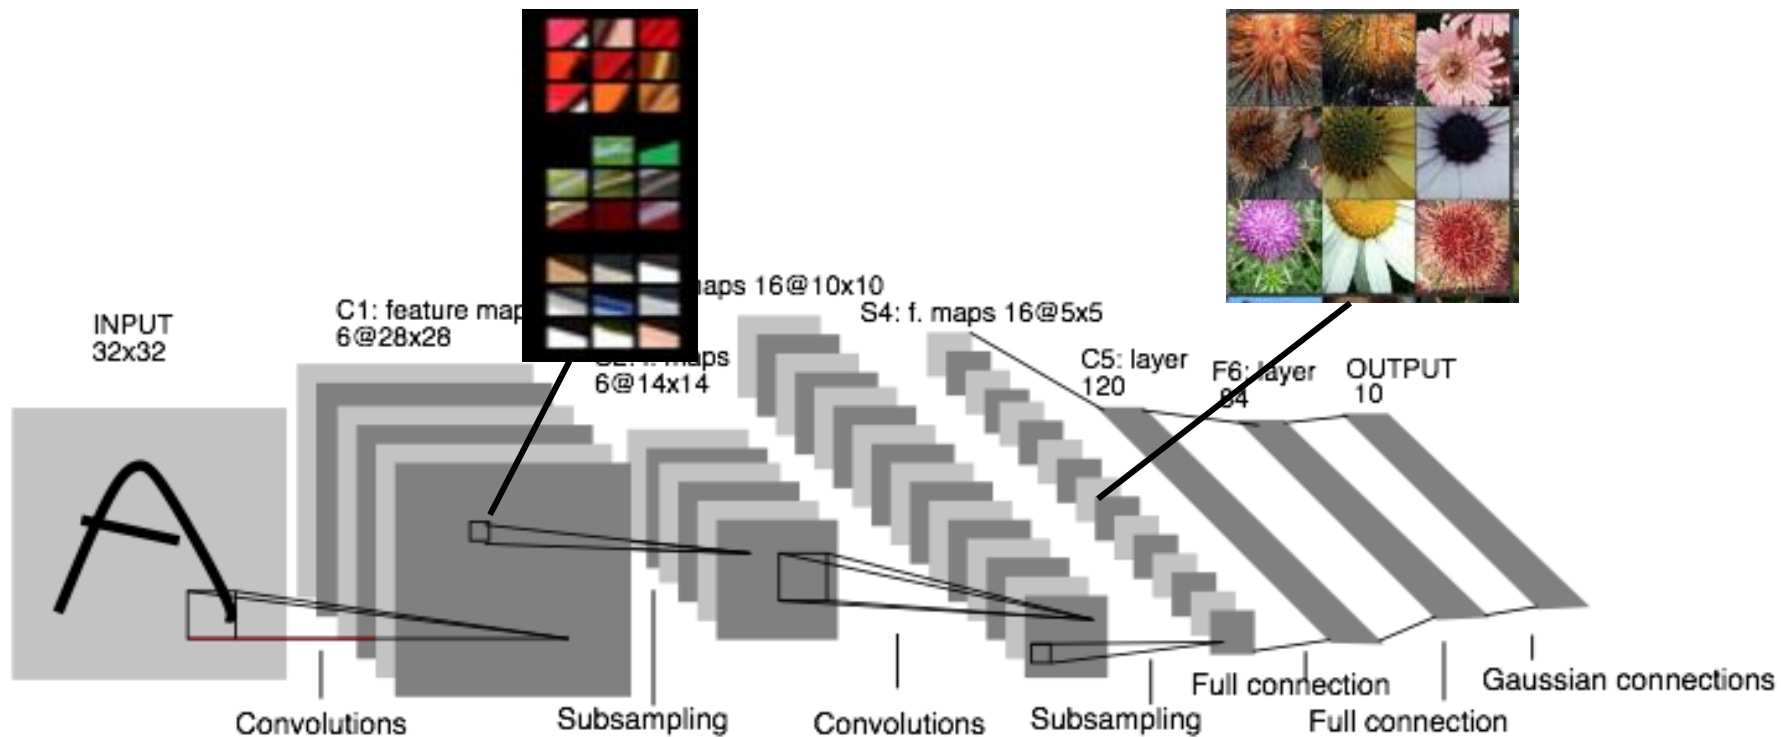 INPUT
32x32
C1: feature map
6@28x28
maps
6@14x14
maps 16@10x10
S4: f. maps 16@5x5
C5: layer
120
F6: layer
84
OUTPUT
10
Convolutions
Subsampling
Convolutions
Subsampling
Full connection
Full connection
Gaussian connections